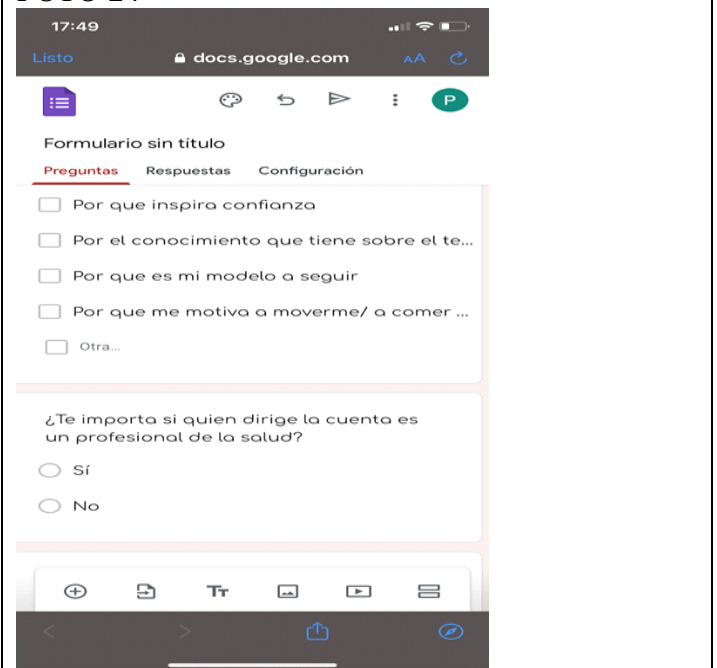 17:49
Listo docs.google.com AA
P
Formulario sin título
Preguntas Respuestas Configuración
Por que inspira confianza
Por el conocimiento que tiene sobre el te...
Por que es mi modelo a seguir
Por que me motiva a moverme/ a comer ...
Otra...
¿Te importa si quien dirige la cuenta es
un profesional de la salud?
Sí
No
Tт